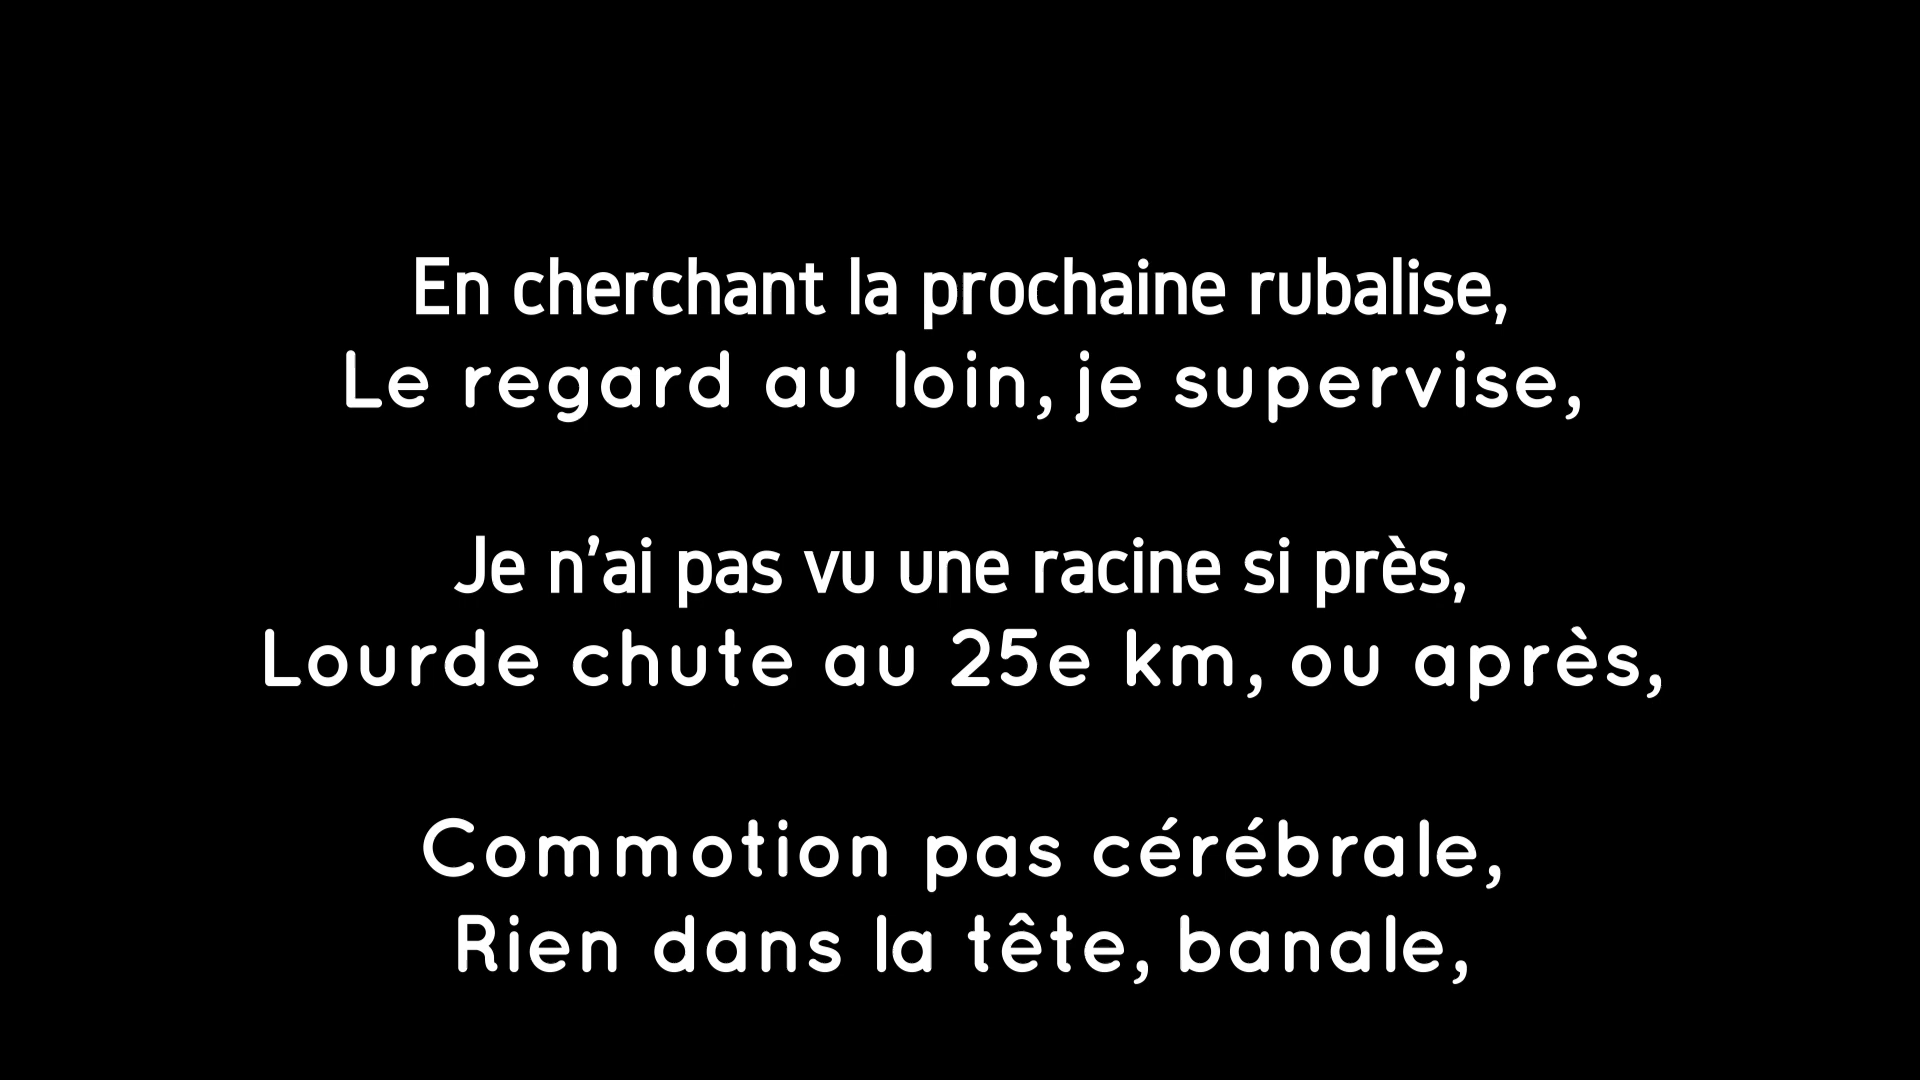 En cherchant la prochaine rubalise,
Le regard au loin, je supervise,
Je n’ai pas vu une racine si près,
Lourde chute au 25e km, ou après,
Commotion pas cérébrale,
Rien dans la tête, banale,